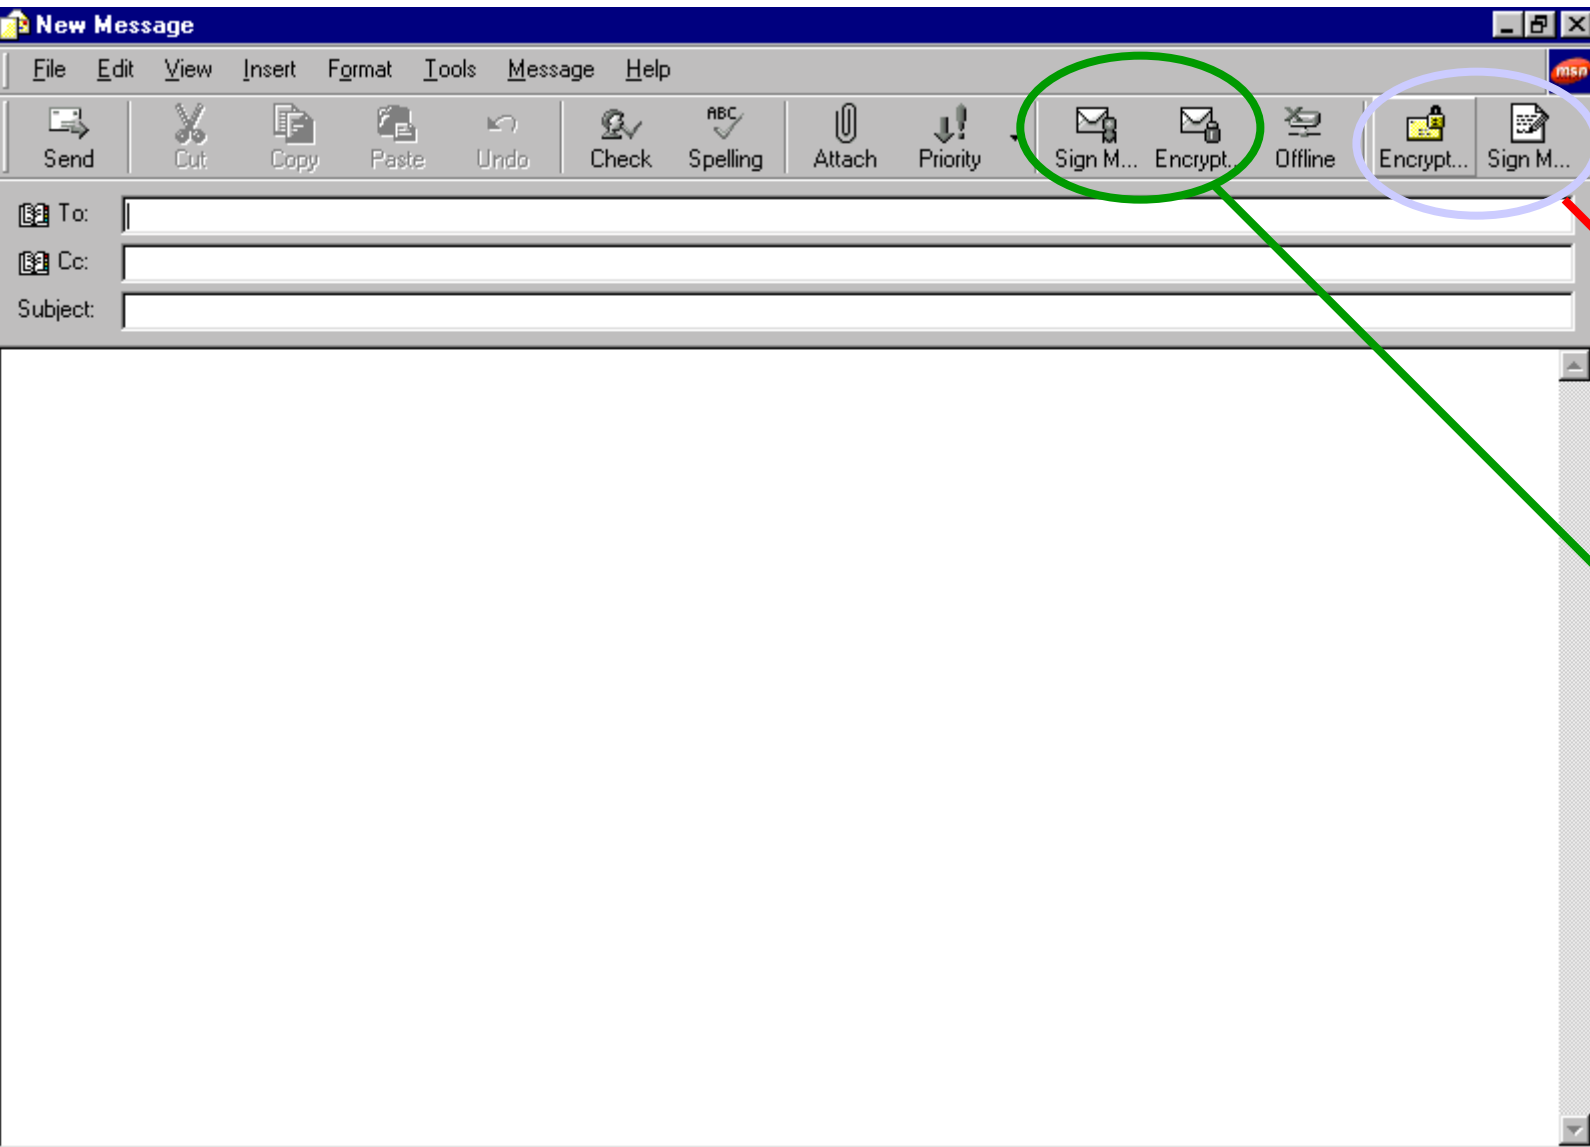 New Message
File Edit View Insert Format Tools Message Help
msn
ABC
Send Cut Copy Paste Undo Check Spelling Attach Priority Sign M... Encrypt... Offline Encrypt... Sign M...
To:
Cc:
Subject: